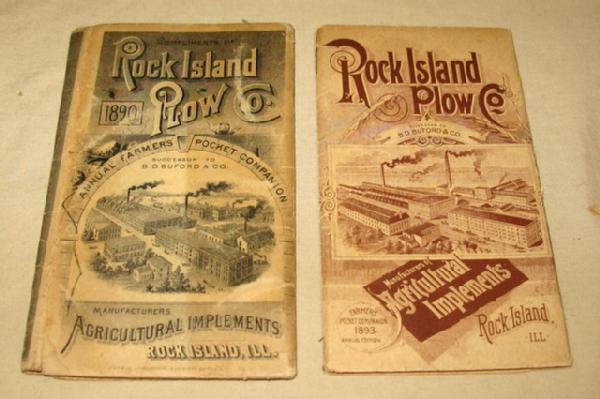 COMPLIMENTS OF
Rock Island
Plow Co.
1890
ANNUAL FARMERS POCKET COMPANION
SUCCESSOR TO
B.D. BUFORD & CO.
MANUFACTURERS
AGRICULTURAL IMPLEMENTS
ROCK ISLAND, ILL.
Rock Island
Plow Co
SUCCESSOR TO
B.D. BUFORD & CO.
Manufacturers of
Agricultural
Implements
FARMERS
POCKET COMPANION
1893
ANNUAL EDITION
Rock Island,
ILL.